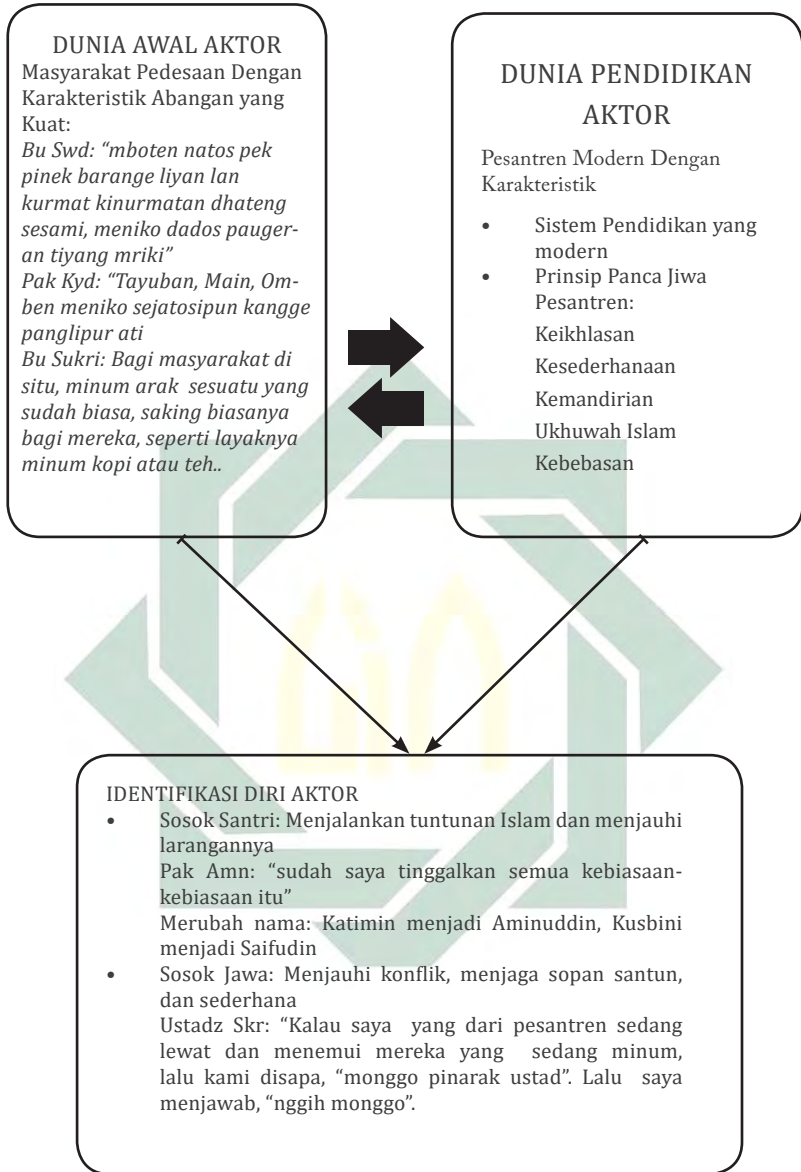 DUNIA AWAL AKTOR
Masyarakat Pedesaan Dengan
Karakteristik Abangan yang
Kuat:
Bu Swd: “mboten natos pek
pinek barange liyan lan
kurmat kinurmatan dhateng
sesami, meniko dados pauger-
an tiyang mriki”
Pak Kyd: “Tayuban, Main, Om-
ben meniko sejatosipun kangge
panglipur ati
Bu Sukri: Bagi masyarakat di
situ, minum arak sesuatu yang
sudah biasa, saking biasanya
bagi mereka, seperti layaknya
minum kopi atau teh..
DUNIA PENDIDIKAN
AKTOR
Pesantren Modern Dengan
Karakteristik
• Sistem Pendidikan yang
modern
• Prinsip Panca Jiwa
Pesantren:
Keikhlasan
Kesederhanaan
Kemandirian
Ukhuwah Islam
Kebebasan
IDENTIFIKASI DIRI AKTOR
• Sosok Santri: Menjalankan tuntunan Islam dan menjauhi
larangannya
Pak Amn: “sudah saya tinggalkan semua kebiasaan-
kebiasaan itu”
Merubah nama: Katimin menjadi Aminuddin, Kusbini
menjadi Saifudin
• Sosok Jawa: Menjauhi konflik, menjaga sopan santun,
dan sederhana
Ustadz Skr: “Kalau saya yang dari pesantren sedang
lewat dan menemui mereka yang sedang minum,
lalu kami disapa, “monggo pinarak ustad”. Lalu saya
menjawab, “nggih monggo”.